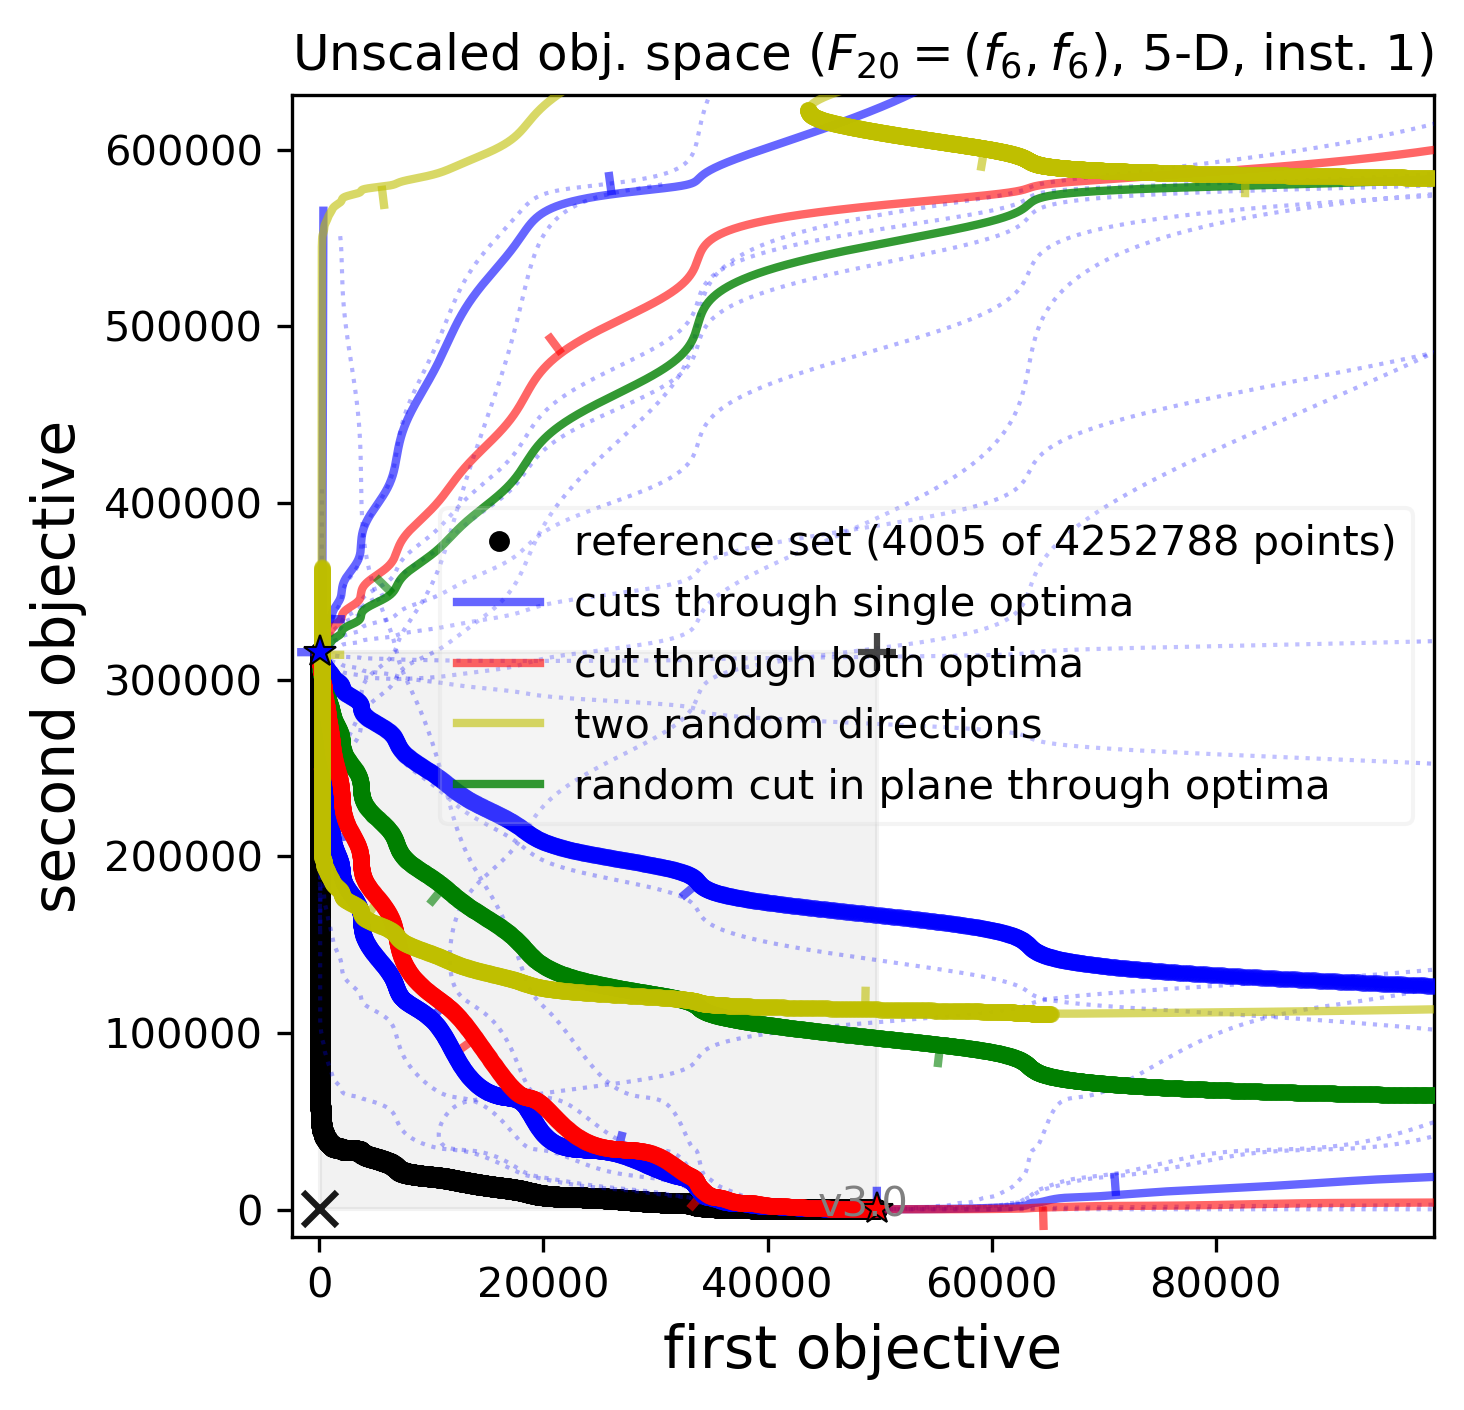 Unscaled obj. space (F₂₀ = (f₆, f₆), 5-D, inst. 1)
600000
500000
400000
300000
200000
100000
0
second objective
reference set (4005 of 4252788 points)
cuts through single optima
cut through both optima
two random directions
random cut in plane through optima
v3.0
0
20000
40000
60000
80000
first objective